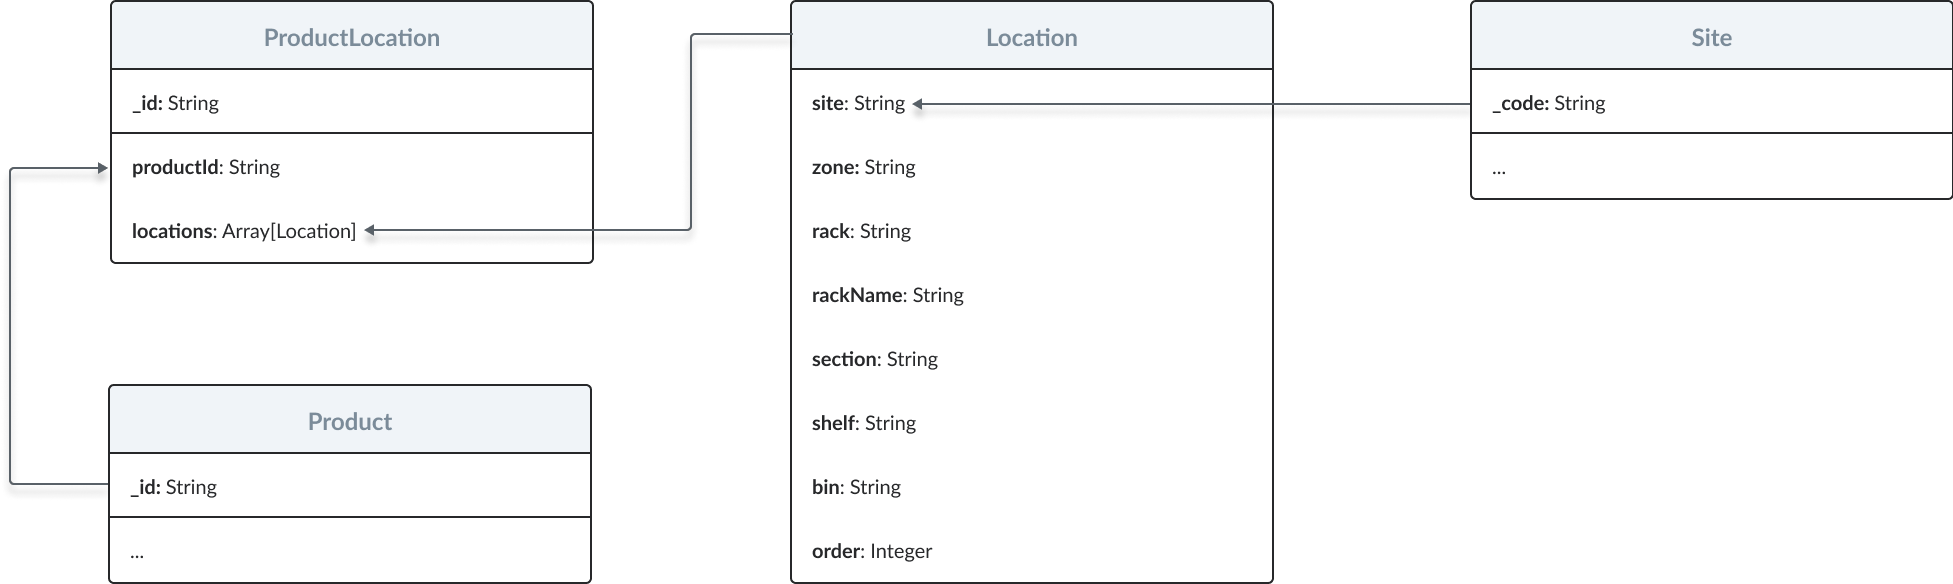 ProductLocation
_id: String
productId: String
locations: Array[Location]
Product
_id: String
...
Location
site: String
zone: String
rack: String
rackName: String
section: String
shelf: String
bin: String
order: Integer
Site
_code: String
...